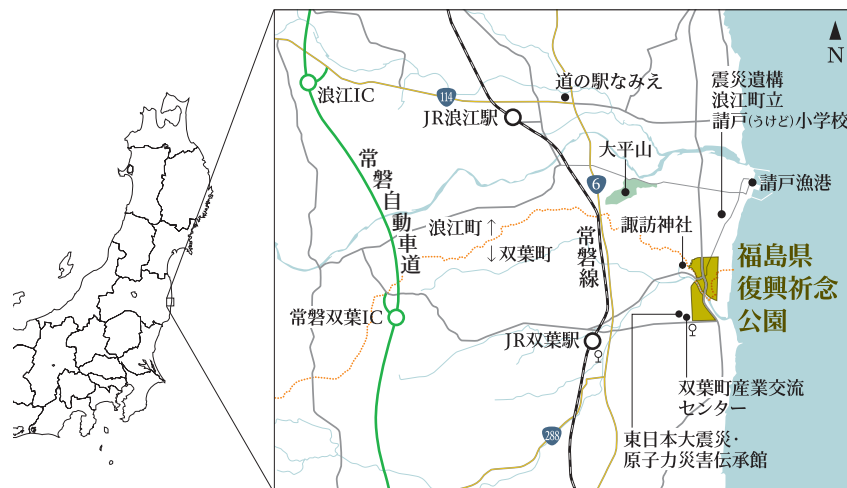 N
浪江IC
114
JR浪江駅
道の駅なみえ
震災遺構
浪江町立
請戸(うけど)小学校
大平山
6
請戸漁港
常磐自動車道
浪江町↑
↓双葉町
常磐線
諏訪神社
福島県
復興祈念
公園
常磐双葉IC
JR双葉駅
双葉町産業交流
センター
288
東日本大震災・
原子力災害伝承館